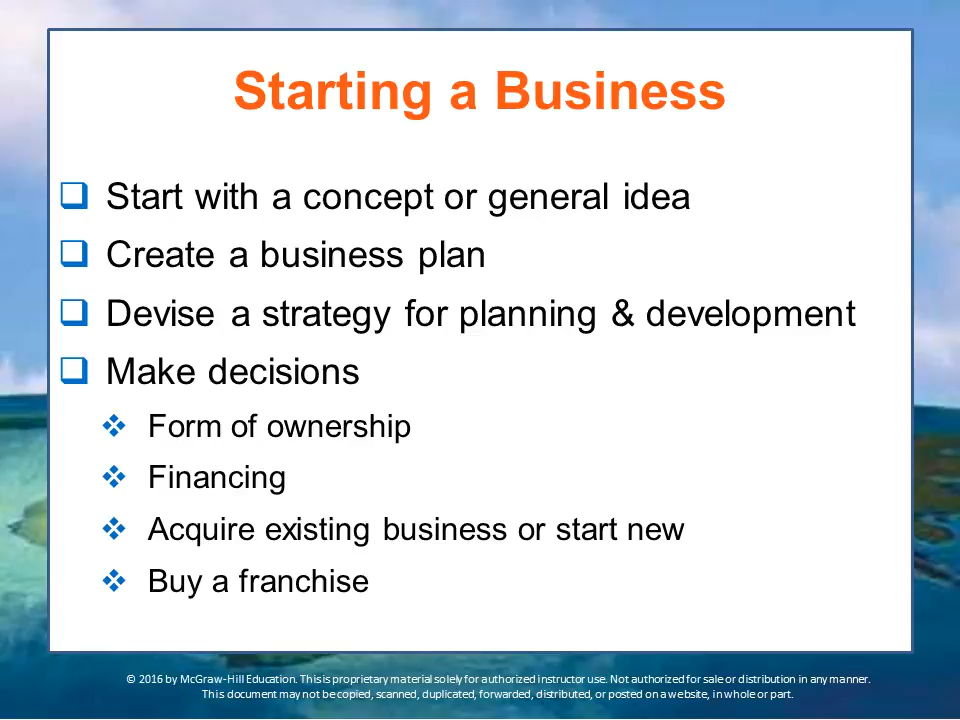 Starting a Business
Start with a concept or general idea
Create a business plan
Devise a strategy for planning & development
Make decisions
Form of ownership
Financing
Acquire existing business or start new
Buy a franchise
© 2016 by McGraw-Hill Education. This is proprietary material solely for authorized instructor use. Not authorized for sale or distribution in any manner.
This document may not be copied, scanned, duplicated, forwarded, distributed, or posted on a website, in whole or part.